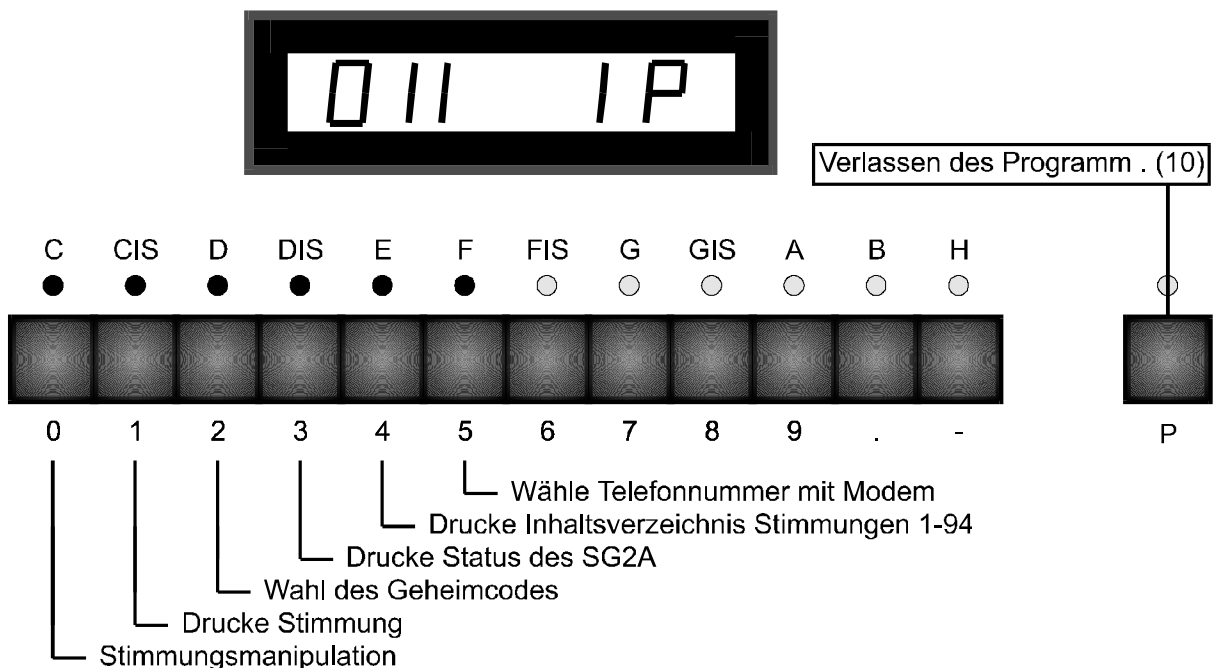 011 1P
Verlassen des Programm . (10)
C CIS D DIS E F FIS G GIS A B H
0 1 2 3 4 5 6 7 8 9 . - P
Wähle Telefonnummer mit Modem
Drucke Inhaltsverzeichnis Stimmungen 1-94
Drucke Status des SG2A
Wahl des Geheimcodes
Drucke Stimmung
Stimmungsmanipulation